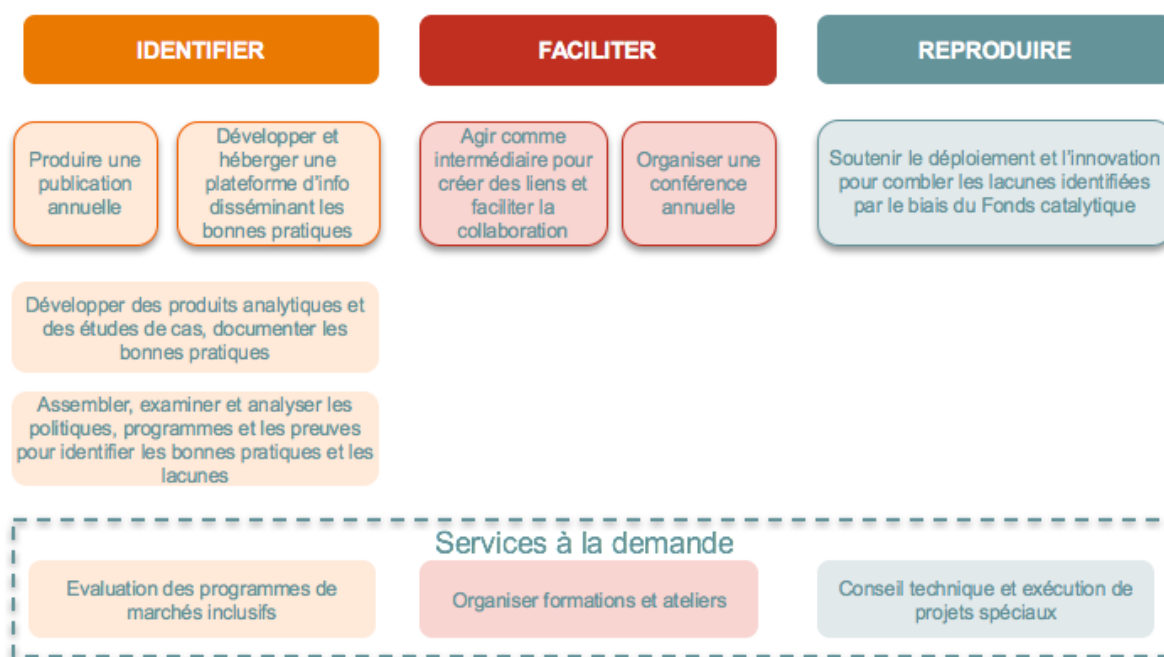 IDENTIFIER
FACILITER
REPRODUIRE
Produire une
publication
annuelle
Développer et
héberger une
plateforme d'info
disséminant les
bonnes pratiques
Agir comme
intermédiaire pour
créer des liens et
faciliter la
collaboration
Organiser une
conférence
annuelle
Soutenir le déploiement et l'innovation
pour combler les lacunes identifiées
par le biais du Fonds catalytique
Développer des produits analytiques et
des études de cas, documenter les
bonnes pratiques
Assembler, examiner et analyser les
politiques, programmes et les preuves
pour identifier les bonnes pratiques et les
lacunes
Services à la demande
Evaluation des programmes de
marchés inclusifs
Organiser formations et ateliers
Conseil technique et exécution de
projets spéciaux